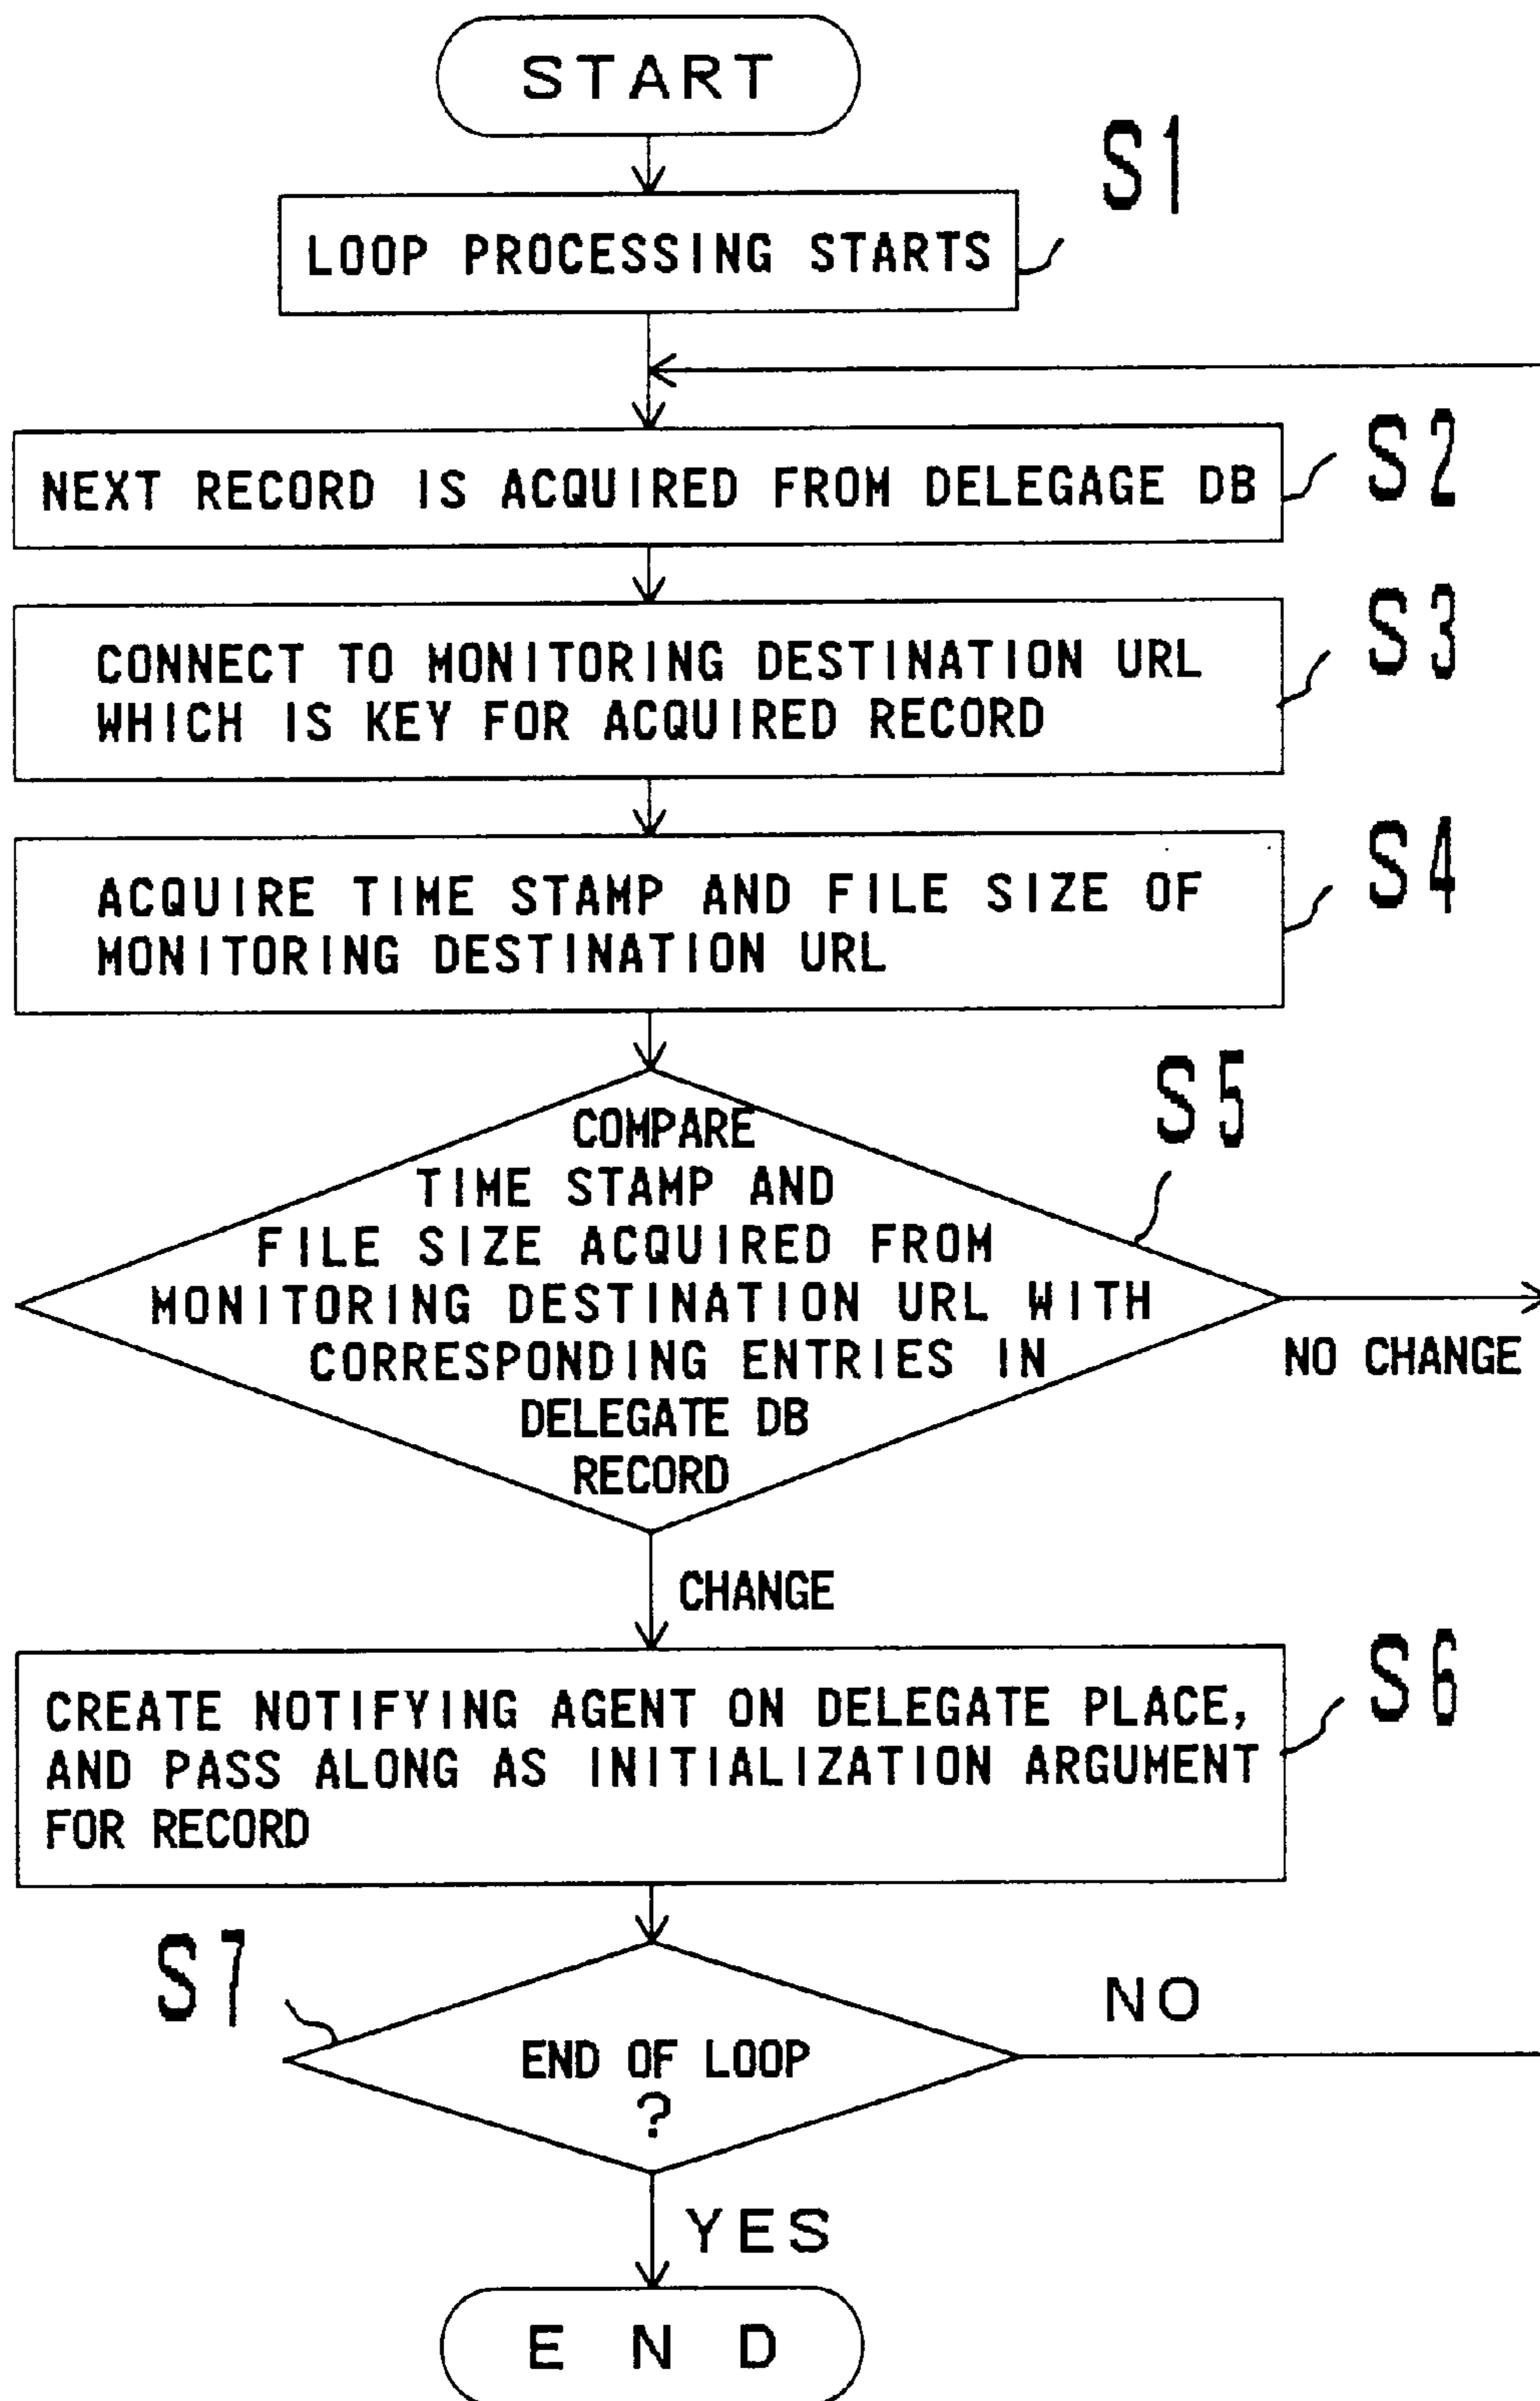 START
S1
LOOP PROCESSING STARTS
S2
NEXT RECORD IS ACQUIRED FROM DELEGAGE DB
S3
CONNECT TO MONITORING DESTINATION URL
WHICH IS KEY FOR ACQUIRED RECORD
S4
ACQUIRE TIME STAMP AND FILE SIZE OF
MONITORING DESTINATION URL
S5
COMPARE
TIME STAMP AND
FILE SIZE ACQUIRED FROM
MONITORING DESTINATION URL WITH
CORRESPONDING ENTRIES IN
DELEGATE DB
RECORD
NO CHANGE
CHANGE
S6
CREATE NOTIFYING AGENT ON DELEGATE PLACE,
AND PASS ALONG AS INITIALIZATION ARGUMENT
FOR RECORD
S7
END OF LOOP
?
NO
YES
END